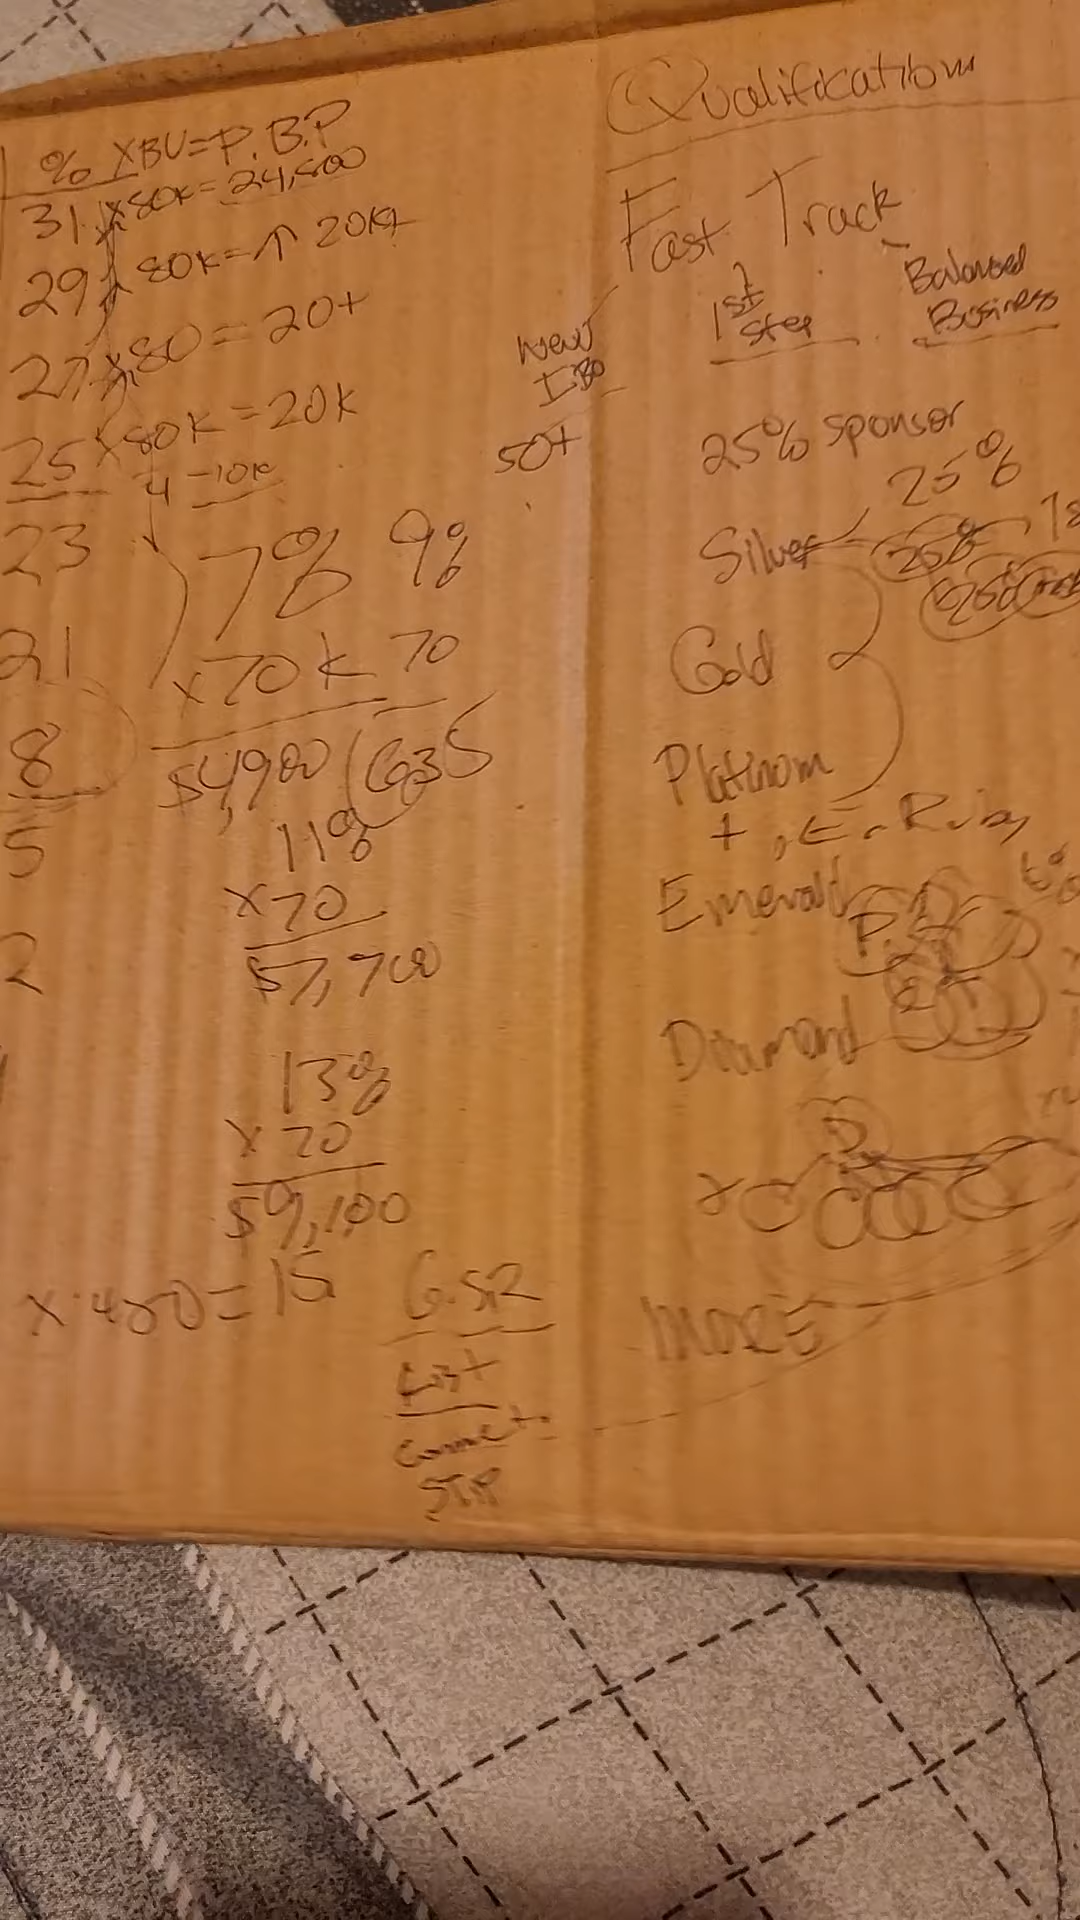 % X BV = P.B.P
31 x 80k = 24,800
29 x 80k = ↑ 20k+
27 x 80 = 20+
25 x 80k = 20k
4 - 10k
23
21
8
5
2
7% 9%
x 70k 70
$4,900 635
11%
x 70
$7,700
13%
x 70
$9,100
= 15
List
STP
Qualification
Fast Track
New
IBO
50+
1st
Step
Balanced
Business
25% Sponsor
25%
Silver 25%
Gold
Platinum
+ , E. Ruby
Emerald P. 6%
Diamond
D
more